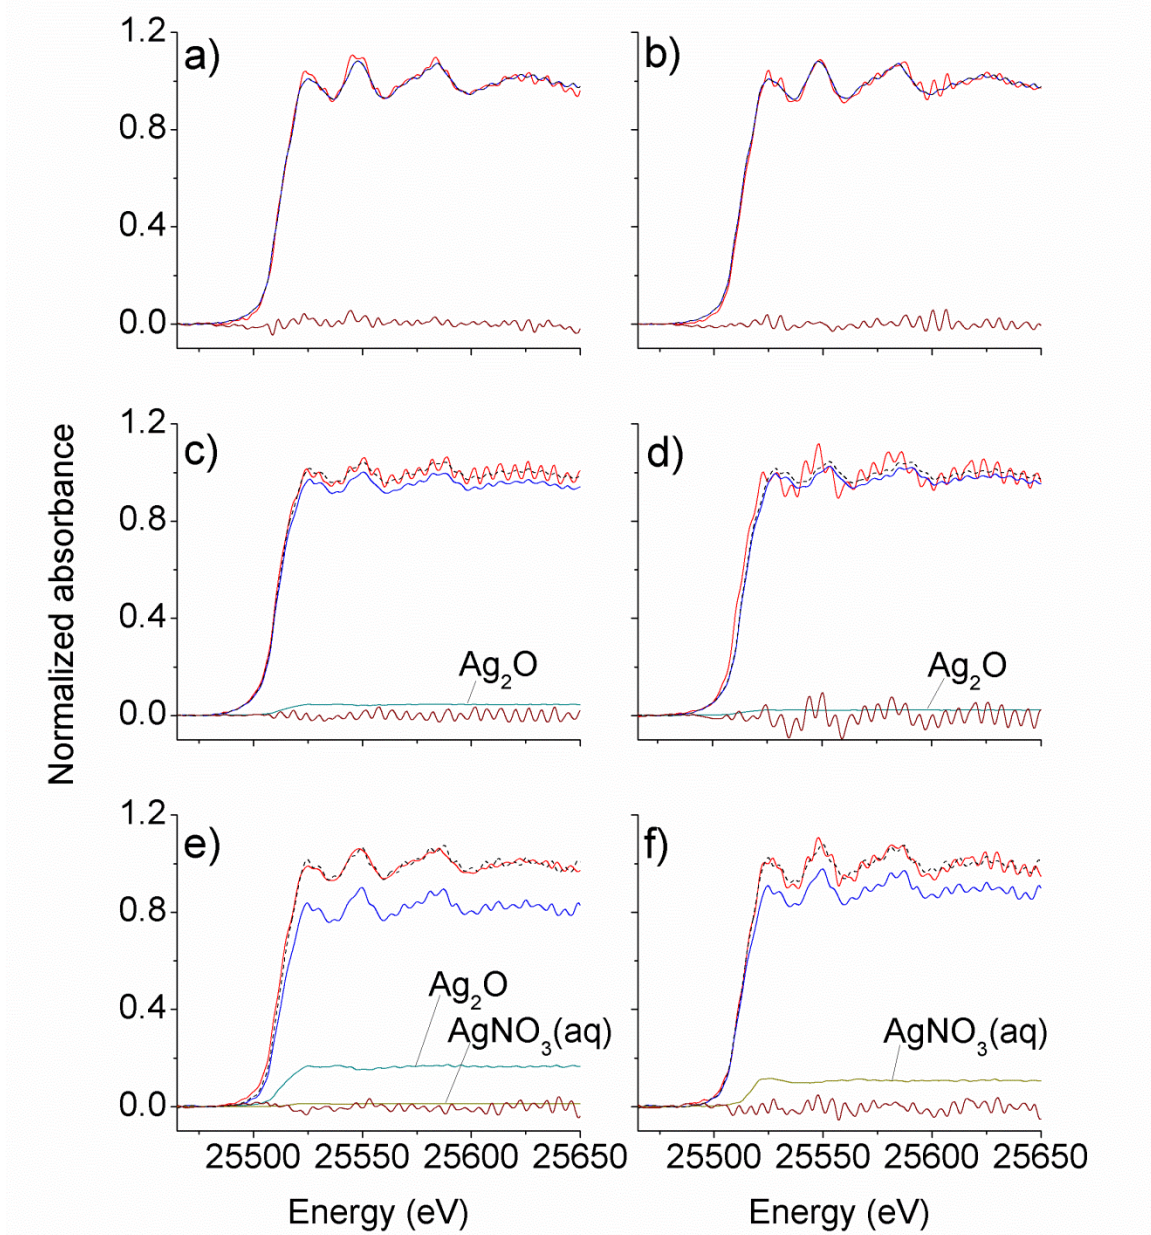 a)
b)
1.2
0.8
0.4
0.0
c)
d)
1.2
0.8
0.4
0.0
Ag₂O
Ag₂O
Normalized absorbance
e)
f)
1.2
0.8
0.4
0.0
Ag₂O
AgNO₃(aq)
AgNO₃(aq)
25500 25550 25600 25650
25500 25550 25600 25650
Energy (eV)
Energy (eV)